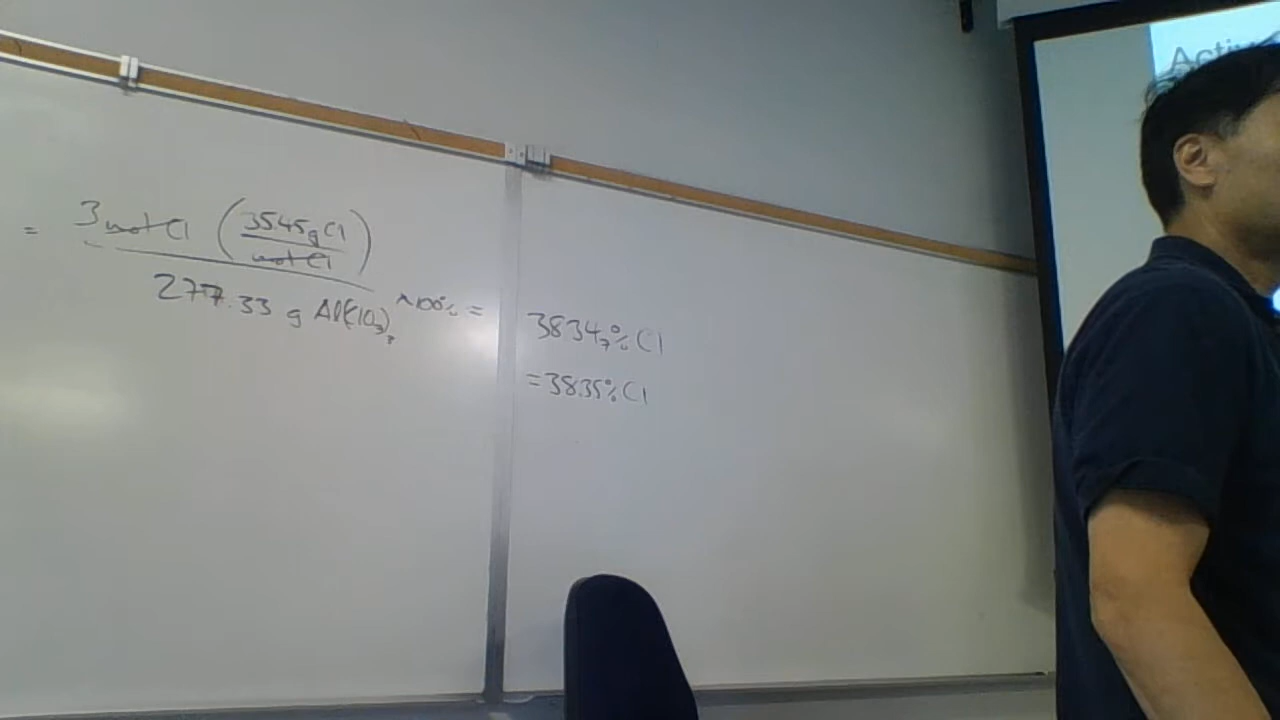 Acti
= 3 mol Cl (35.45 g Cl / mol Cl)
277.33 g Al(ClO3)3 × 100% =
38.347% Cl
= 38.35% Cl